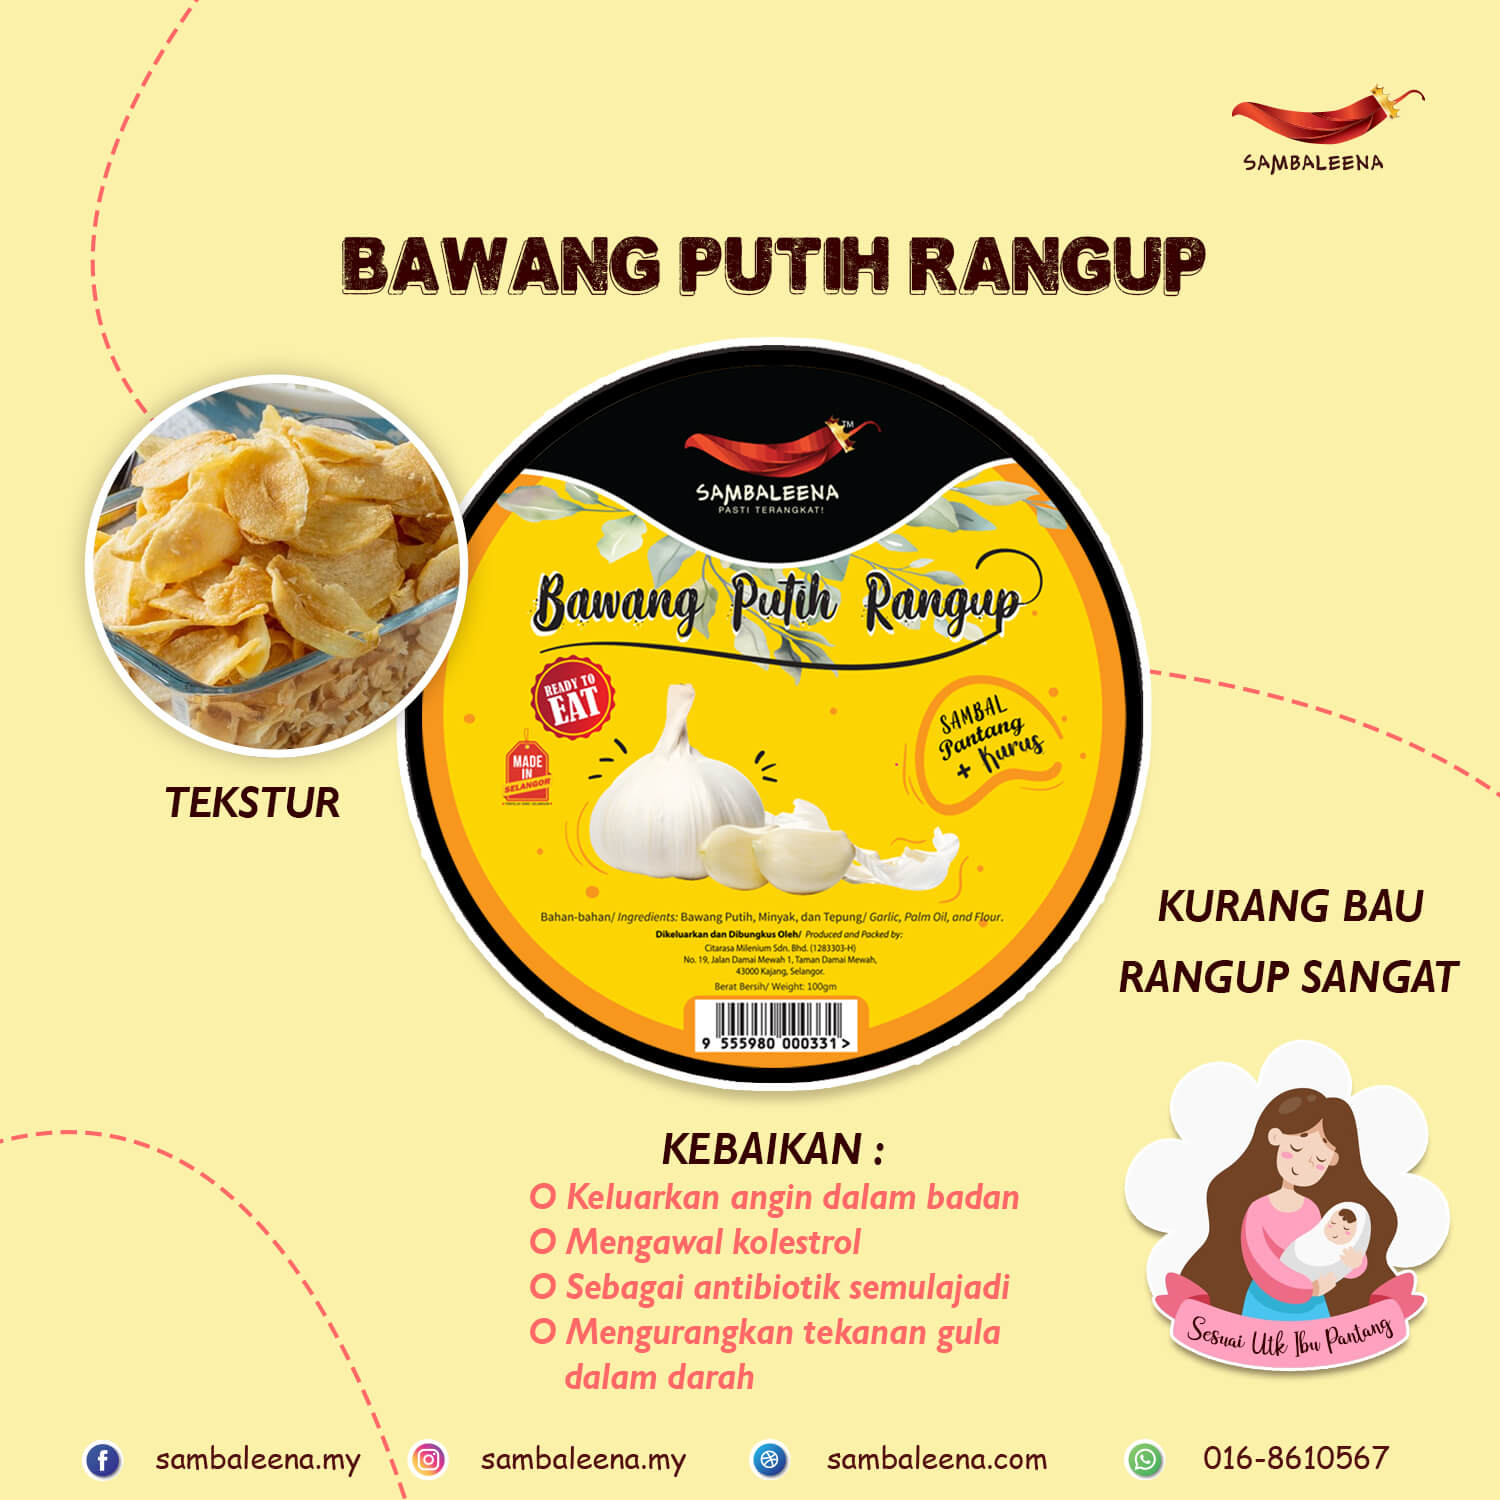 SAMBALEENA
BAWANG PUTIH RANGUP
TM
SAMBALEENA
PASTI TERANGKAT!
Bawang Putih Rangup
READY TO
EAT
MADE
IN
SELANGOR
SAMBAL
Pantang
+ Kurus
TEKSTUR
Bahan-bahan/ Ingredients: Bawang Putih, Minyak, dan Tepung/ Garlic, Palm Oil, and Flour.
Dikeluarkan dan Dibungkus Oleh/ Produced and Packed by:
Citarasa Milenium Sdn. Bhd. (1283303-H)
No. 19, Jalan Damai Mewah 1, Taman Damai Mewah,
43000 Kajang, Selangor.
Berat Bersih/ Weight: 100gm
9 555980 000331 >
KURANG BAU
RANGUP SANGAT
KEBAIKAN :
O Keluarkan angin dalam badan
O Mengawal kolestrol
O Sebagai antibiotik semulajadi
O Mengurangkan tekanan gula
dalam darah
Sesuai Utk Ibu Pantang
sambaleena.my
sambaleena.my
sambaleena.com
016-8610567